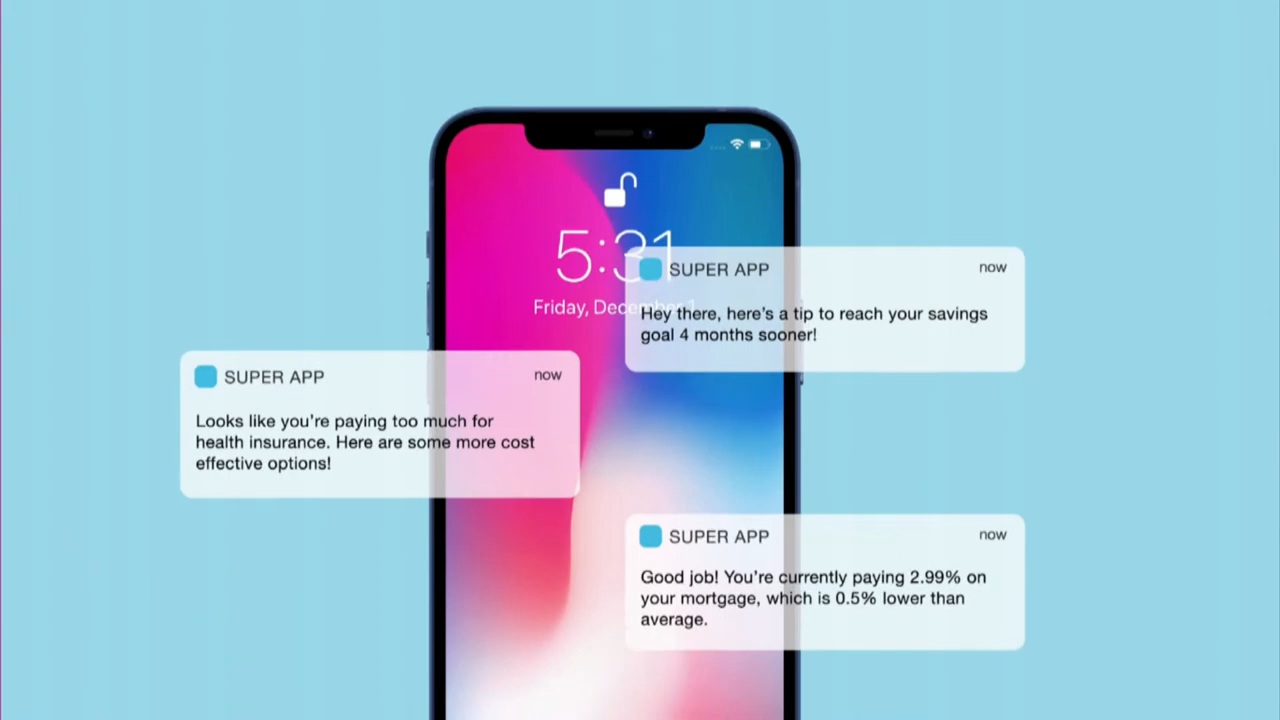 5:31
Friday, December 1
SUPER APP now
Hey there, here's a tip to reach your savings
goal 4 months sooner!
SUPER APP now
Looks like you're paying too much for
health insurance. Here are some more cost
effective options!
SUPER APP now
Good job! You're currently paying 2.99% on
your mortgage, which is 0.5% lower than
average.